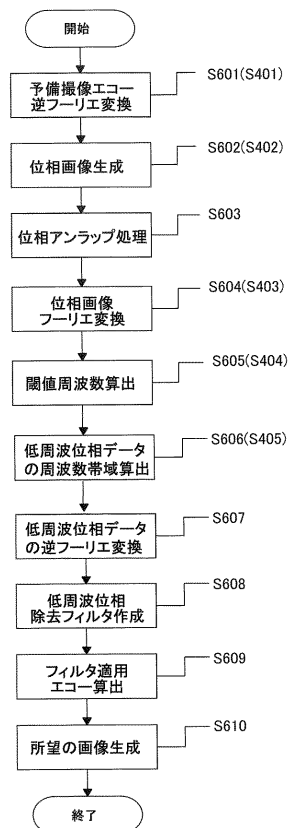 開始
予備撮像エコー
逆フーリエ変換
S601(S401)
位相画像生成
S602(S402)
位相アンラップ処理
S603
位相画像
フーリエ変換
S604(S403)
閾値周波数算出
S605(S404)
低周波位相データ
の周波数帯域算出
S606(S405)
低周波位相データ
の逆フーリエ変換
S607
低周波位相
除去フィルタ作成
S608
フィルタ適用
エコー算出
S609
所望の画像生成
S610
終了